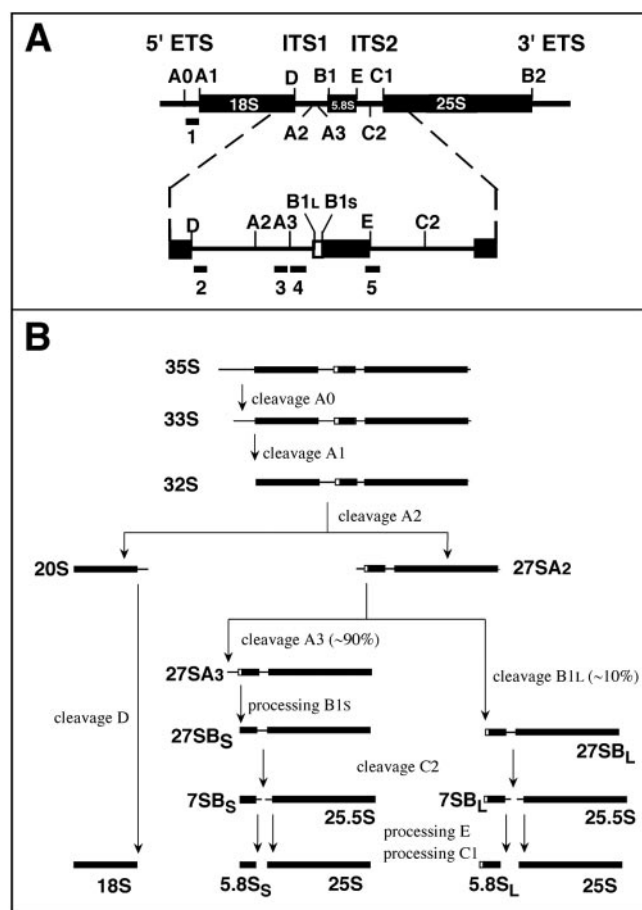 A
5' ETS ITS1 ITS2 3' ETS
A0 A1 D B1 E C1 B2
18S 5.8S 25S
1 A2 A3 C2
B1L B1S
D A2 A3 E C2
2 3 4 5
B
35S
cleavage A0
33S
cleavage A1
32S
cleavage A2
20S 27SA2
cleavage A3 (~90%)
27SA3 cleavage B1L (~10%)
cleavage D processing B1S
27SBS 27SBL
cleavage C2
7SBS 25.5S 7SBL 25.5S
processing E
processing C1
18S 5.8SS 25S 5.8SL 25S